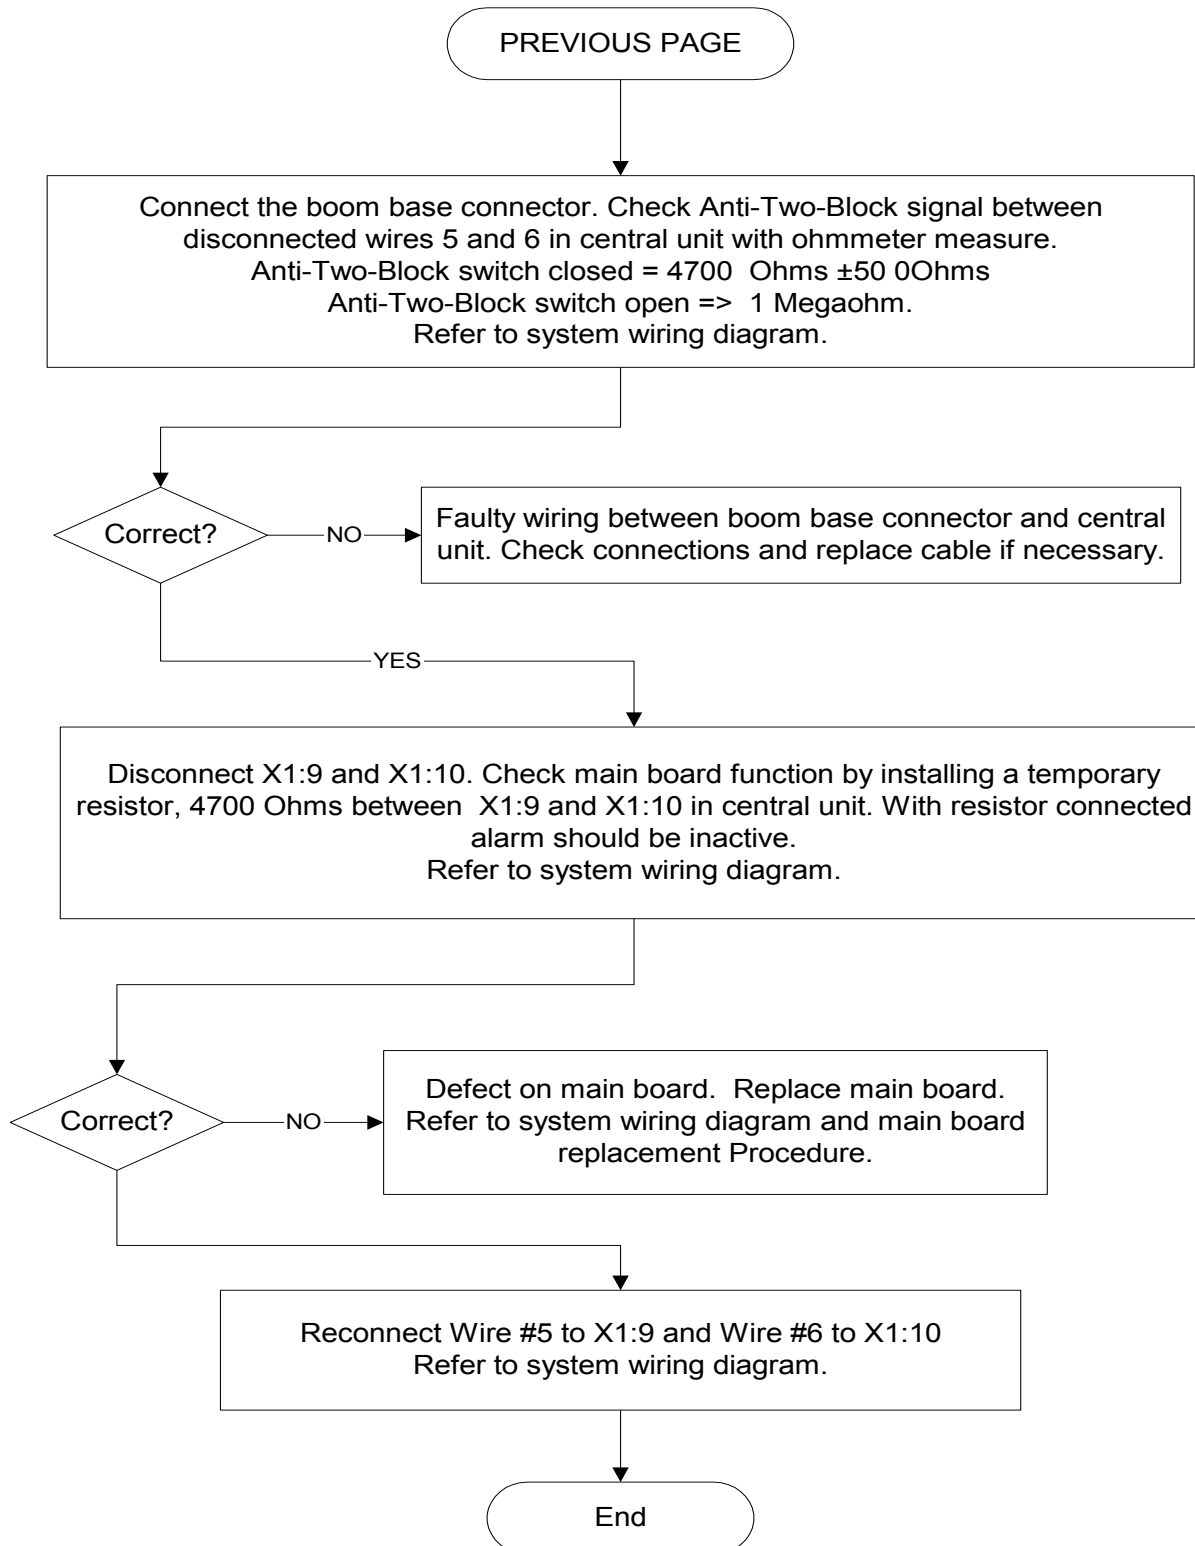 PREVIOUS PAGE
Connect the boom base connector. Check Anti-Two-Block signal between
disconnected wires 5 and 6 in central unit with ohmmeter measure.
Anti-Two-Block switch closed = 4700  Ohms ±50 0Ohms
Anti-Two-Block switch open =>  1 Megaohm.
Refer to system wiring diagram.
Correct?
NO
Faulty wiring between boom base connector and central
unit. Check connections and replace cable if necessary.
YES
Disconnect X1:9 and X1:10. Check main board function by installing a temporary
resistor, 4700 Ohms between  X1:9 and X1:10 in central unit. With resistor connected
alarm should be inactive.
Refer to system wiring diagram.
Correct?
NO
Defect on main board.  Replace main board.
Refer to system wiring diagram and main board
replacement Procedure.
Reconnect Wire #5 to X1:9 and Wire #6 to X1:10
Refer to system wiring diagram.
End